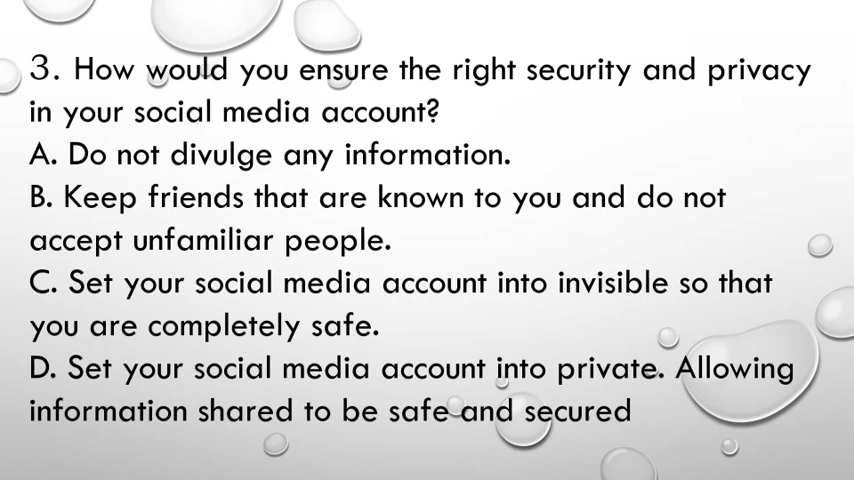 3. How would you ensure the right security and privacy
in your social media account?
A. Do not divulge any information.
B. Keep friends that are known to you and do not
accept unfamiliar people.
C. Set your social media account into invisible so that
you are completely safe.
D. Set your social media account into private. Allowing
information shared to be safe and secured